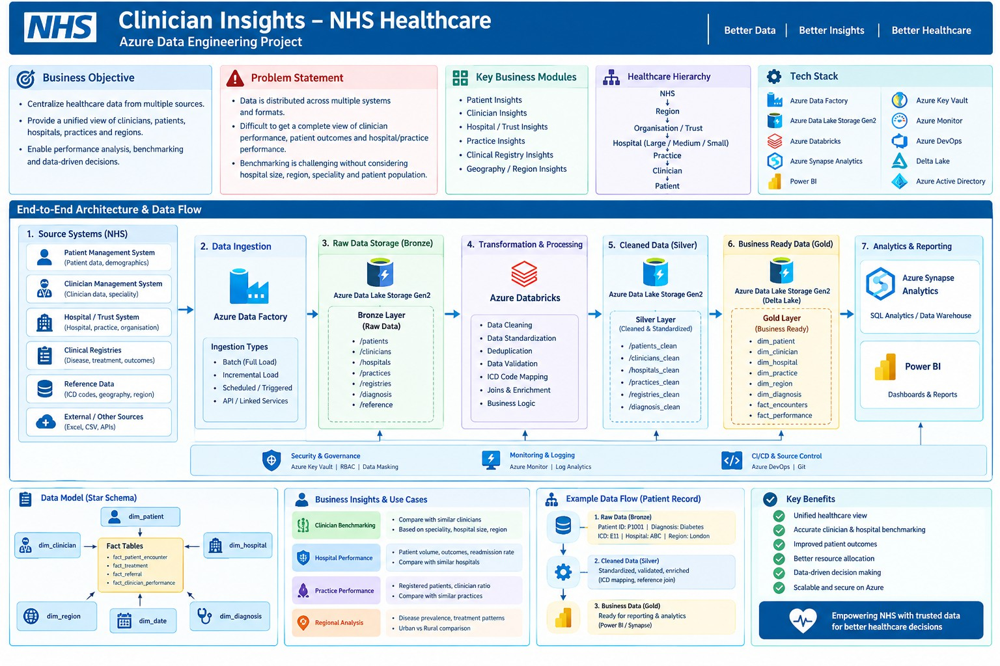 NHS
Clinician Insights – NHS Healthcare
Azure Data Engineering Project
Better Data | Better Insights | Better Healthcare
Business Objective
• Centralize healthcare data from multiple sources.
• Provide a unified view of clinicians, patients,
hospitals, practices and regions.
• Enable performance analysis, benchmarking
and data-driven decisions.
Problem Statement
• Data is distributed across multiple systems
and formats.
• Difficult to get a complete view of clinician
performance, patient outcomes and hospital/practice
performance.
• Benchmarking is challenging without considering
hospital size, region, speciality and patient population.
Key Business Modules
• Patient Insights
• Clinician Insights
• Hospital / Trust Insights
• Practice Insights
• Clinical Registry Insights
• Geography / Region Insights
Healthcare Hierarchy
NHS
Region
Organisation / Trust
Hospital (Large / Medium / Small)
Practice
Clinician
Patient
Tech Stack
Azure Data Factory
Azure Data Lake Storage Gen2
Azure Databricks
Azure Synapse Analytics
Power BI
Azure Key Vault
Azure Monitor
Azure DevOps
Delta Lake
Azure Active Directory
End-to-End Architecture & Data Flow
1. Source Systems (NHS)
Patient Management System
(Patient data, demographics)
Clinician Management System
(Clinician data, speciality)
Hospital / Trust System
(Hospital, practice, organisation)
Clinical Registries
(Disease, treatment, outcomes)
Reference Data
(ICD codes, geography, region)
External / Other Sources
(Excel, CSV, APIs)
2. Data Ingestion
Azure Data Factory
Ingestion Types
• Batch (Full Load)
• Incremental Load
• Scheduled / Triggered
• API / Linked Services
3. Raw Data Storage (Bronze)
Azure Data Lake Storage Gen2
Bronze Layer
(Raw Data)
• /patients
• /clinicians
• /hospitals
• /practices
• /registries
• /diagnosis
• /reference
4. Transformation & Processing
Azure Databricks
• Data Cleaning
• Data Standardization
• Deduplication
• Data Validation
• ICD Code Mapping
• Joins & Enrichment
• Business Logic
5. Cleaned Data (Silver)
Azure Data Lake Storage Gen2
Silver Layer
(Cleaned & Standardized)
• /patients_clean
• /clinicians_clean
• /hospitals_clean
• /practices_clean
• /registries_clean
• /diagnosis_clean
6. Business Ready Data (Gold)
Azure Data Lake Storage Gen2
(Delta Lake)
Gold Layer
(Business Ready)
• dim_patient
• dim_clinician
• dim_hospital
• dim_practice
• dim_region
• dim_diagnosis
• fact_encounters
• fact_performance
7. Analytics & Reporting
Azure Synapse
Analytics
SQL Analytics / Data Warehouse
Power BI
Dashboards & Reports
Security & Governance
Azure Key Vault | RBAC | Data Masking
Monitoring & Logging
Azure Monitor | Log Analytics
</>
CI/CD & Source Control
Azure DevOps | Git
Data Model (Star Schema)
dim_patient
dim_clinician
Fact Tables
• fact_patient_encounter
• fact_treatment
• fact_referral
• fact_clinician_performance
dim_hospital
dim_region
dim_date
dim_diagnosis
Business Insights & Use Cases
Clinician Benchmarking
• Compare with similar clinicians
• Based on speciality, hospital size, region
Hospital Performance
• Patient volume, outcomes, readmission rate
• Compare with similar hospitals
Practice Performance
• Registered patients, clinician ratio
• Compare with similar practices
Regional Analysis
• Disease prevalence, treatment patterns
• Urban vs Rural comparison
Example Data Flow (Patient Record)
1. Raw Data (Bronze)
Patient ID: P1001 | Diagnosis: Diabetes
ICD: E11 | Hospital: ABC | Region: London
2. Cleaned Data (Silver)
Standardized, validated, enriched
(ICD mapping, reference join)
3. Business Data (Gold)
Ready for reporting & analytics
(Power BI / Synapse)
Key Benefits
Unified healthcare view
Accurate clinician & hospital benchmarking
Improved patient outcomes
Better resource allocation
Data-driven decision making
Scalable and secure on Azure
Empowering NHS with trusted data
for better healthcare decisions